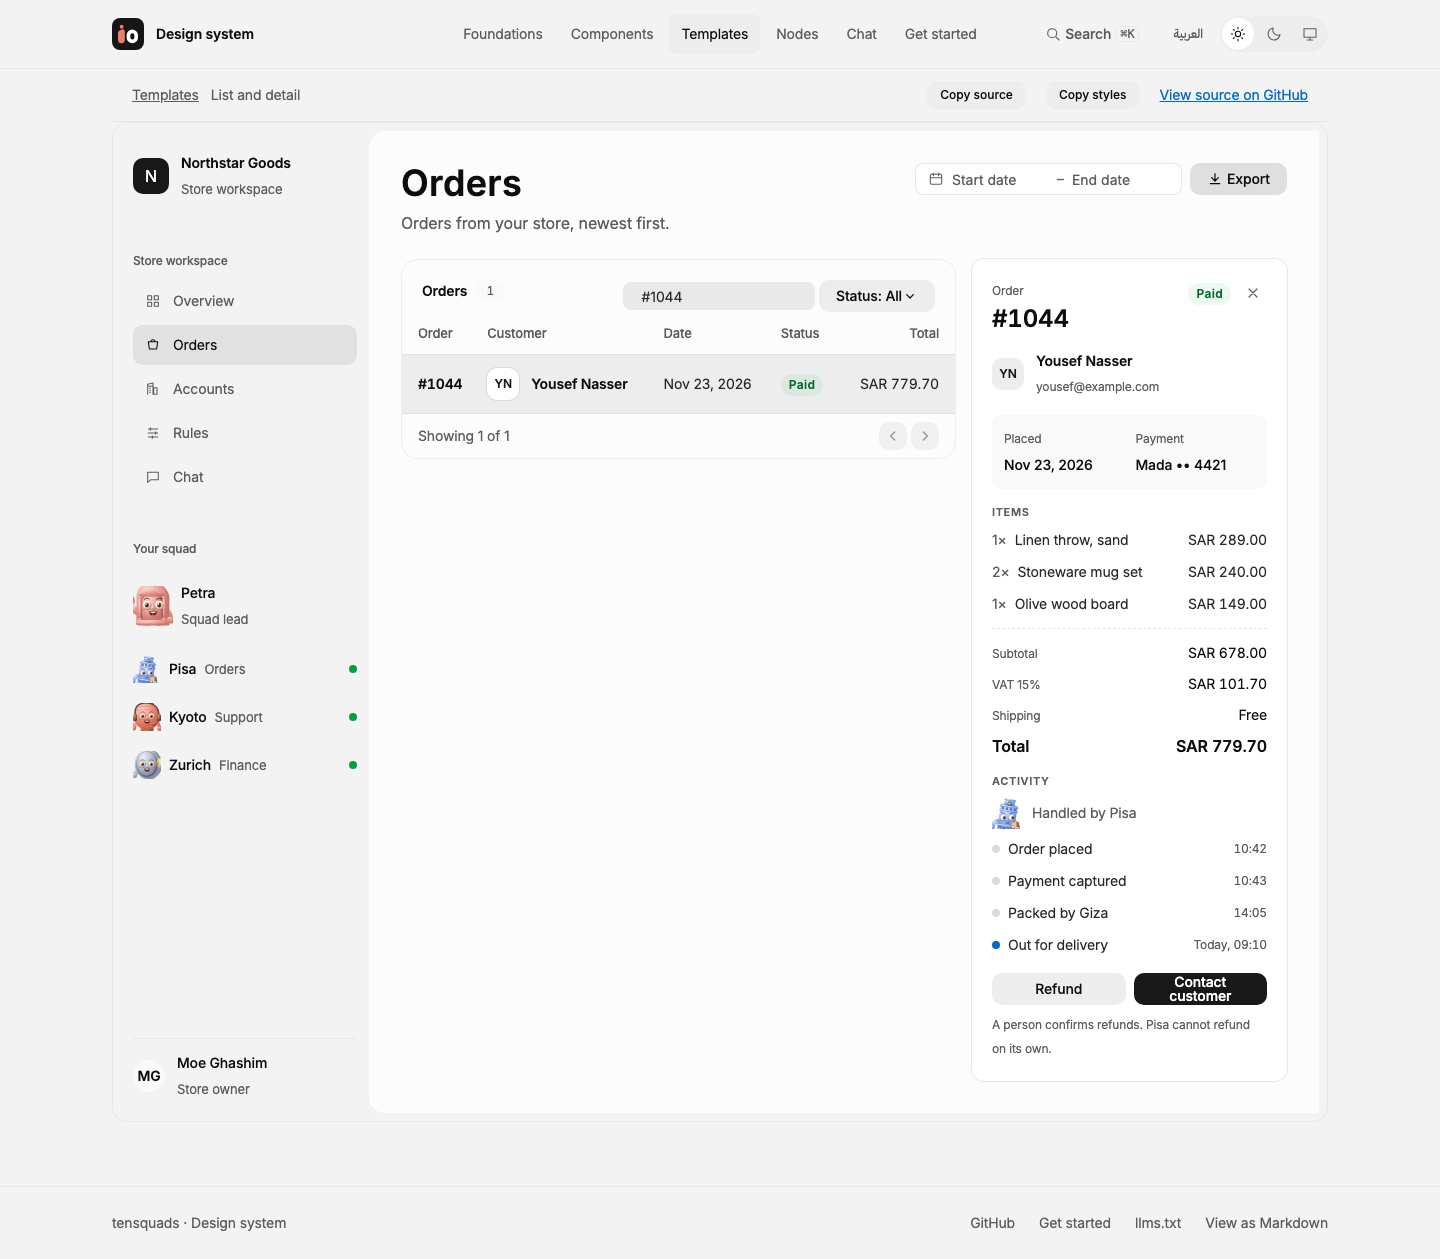 io Design system
Foundations Components Templates Nodes Chat Get started
Search ⌘K العربية
Templates List and detail
Copy source Copy styles View source on GitHub
N Northstar Goods
Store workspace
Store workspace
Overview
Orders
Accounts
Rules
Chat
Your squad
Petra
Squad lead
Pisa Orders
Kyoto Support
Zurich Finance
MG Moe Ghashim
Store owner
Orders
Orders from your store, newest first.
Start date – End date Export
Orders 1 #1044 Status: All
Order Customer Date Status Total
#1044 YN Yousef Nasser Nov 23, 2026 Paid SAR 779.70
Showing 1 of 1
Order Paid
#1044
YN Yousef Nasser
yousef@example.com
Placed Payment
Nov 23, 2026 Mada •• 4421
ITEMS
1× Linen throw, sand SAR 289.00
2× Stoneware mug set SAR 240.00
1× Olive wood board SAR 149.00
Subtotal SAR 678.00
VAT 15% SAR 101.70
Shipping Free
Total SAR 779.70
ACTIVITY
Handled by Pisa
Order placed 10:42
Payment captured 10:43
Packed by Giza 14:05
Out for delivery Today, 09:10
Refund Contact customer
A person confirms refunds. Pisa cannot refund
on its own.
tensquads · Design system
GitHub Get started llms.txt View as Markdown